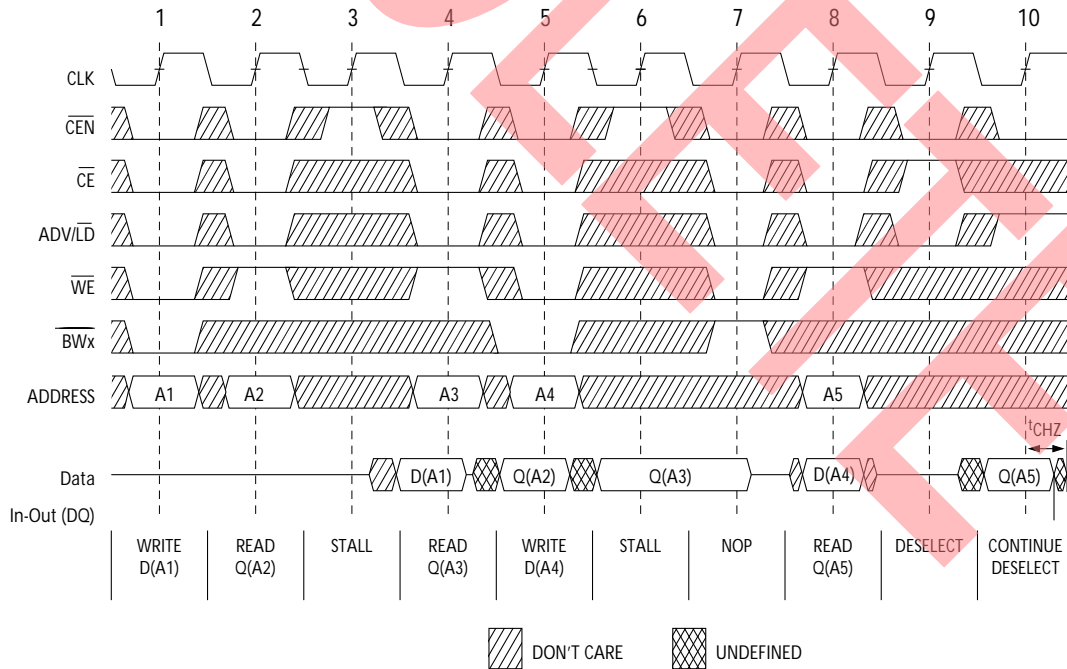 1 2 3 4 5 6 7 8 9 10
CLK
CEN
CE
ADV/LD
WE
BWx
ADDRESS A1 A2 A3 A4 A5
tCHZ
Data D(A1) Q(A2) Q(A3) D(A4) Q(A5)
In-Out (DQ)
WRITE READ STALL READ WRITE STALL NOP READ DESELECT CONTINUE
D(A1) Q(A2) Q(A3) D(A4) Q(A5) DESELECT
DON'T CARE UNDEFINED